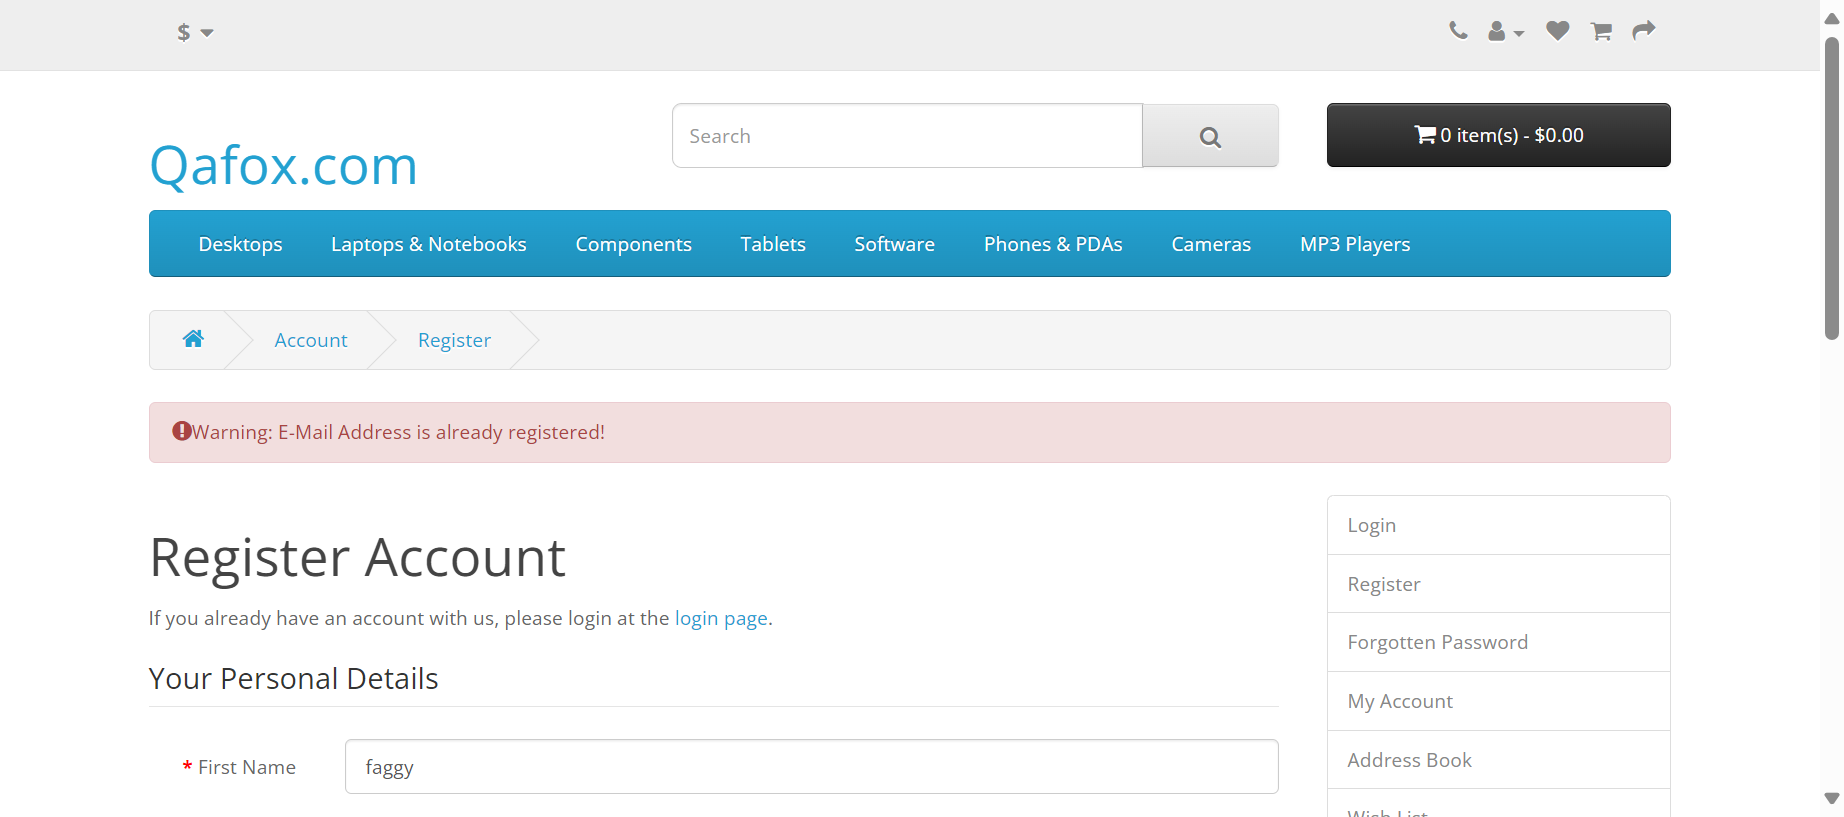 $
Search
0 item(s) - $0.00
Qafox.com
Desktops Laptops & Notebooks Components Tablets Software Phones & PDAs Cameras MP3 Players
Account Register
Warning: E-Mail Address is already registered!
Register Account
If you already have an account with us, please login at the login page.
Your Personal Details
* First Name faggy
Login
Register
Forgotten Password
My Account
Address Book
Wish List